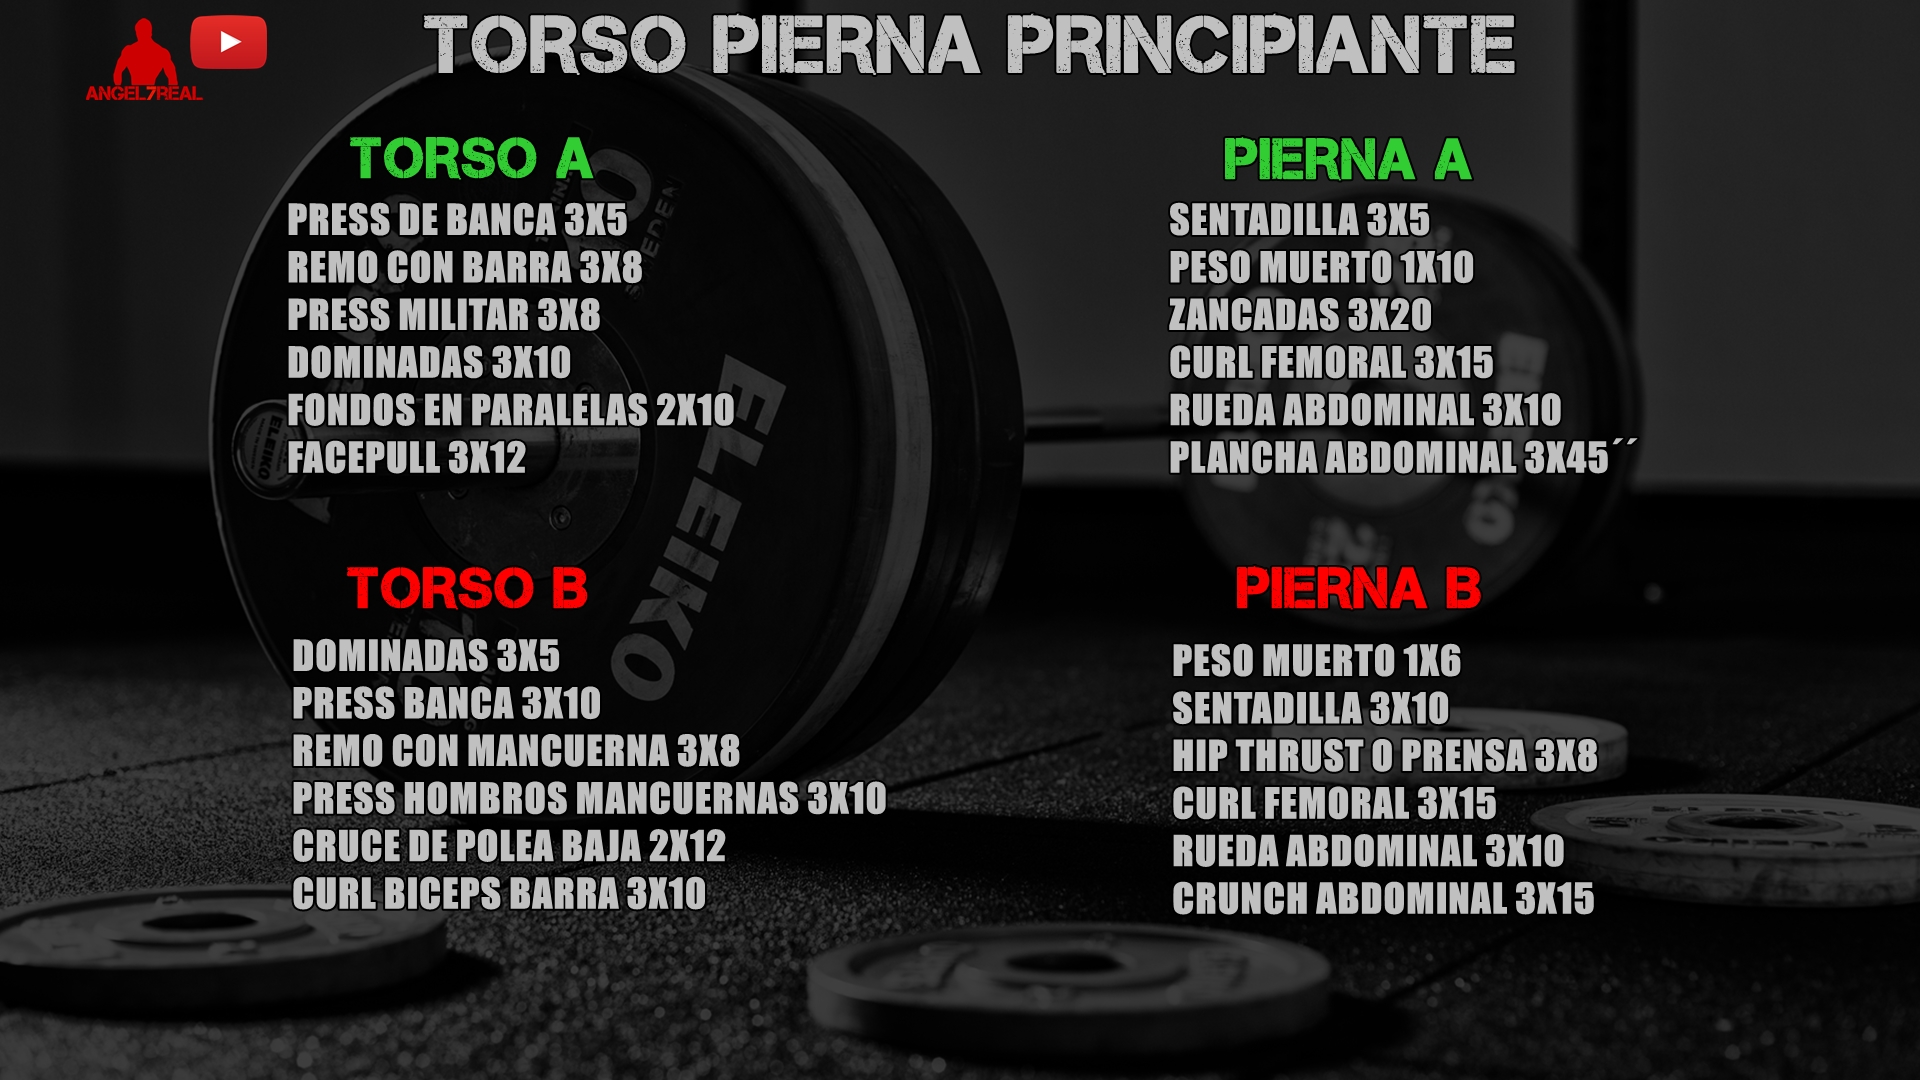 TORSO PIERNA PRINCIPIANTE
ANGEL7REAL
TORSO A
PRESS DE BANCA 3X5
REMO CON BARRA 3X8
PRESS MILITAR 3X8
DOMINADAS 3X10
FONDOS EN PARALELAS 2X10
FACEPULL 3X12
PIERNA A
SENTADILLA 3X5
PESO MUERTO 1X10
ZANCADAS 3X20
CURL FEMORAL 3X15
RUEDA ABDOMINAL 3X10
PLANCHA ABDOMINAL 3X45´´
TORSO B
DOMINADAS 3X5
PRESS BANCA 3X10
REMO CON MANCUERNA 3X8
PRESS HOMBROS MANCUERNAS 3X10
CRUCE DE POLEA BAJA 2X12
CURL BICEPS BARRA 3X10
PIERNA B
PESO MUERTO 1X6
SENTADILLA 3X10
HIP THRUST O PRENSA 3X8
CURL FEMORAL 3X15
RUEDA ABDOMINAL 3X10
CRUNCH ABDOMINAL 3X15
ELEIKO
ELEIKO
ELEIKO